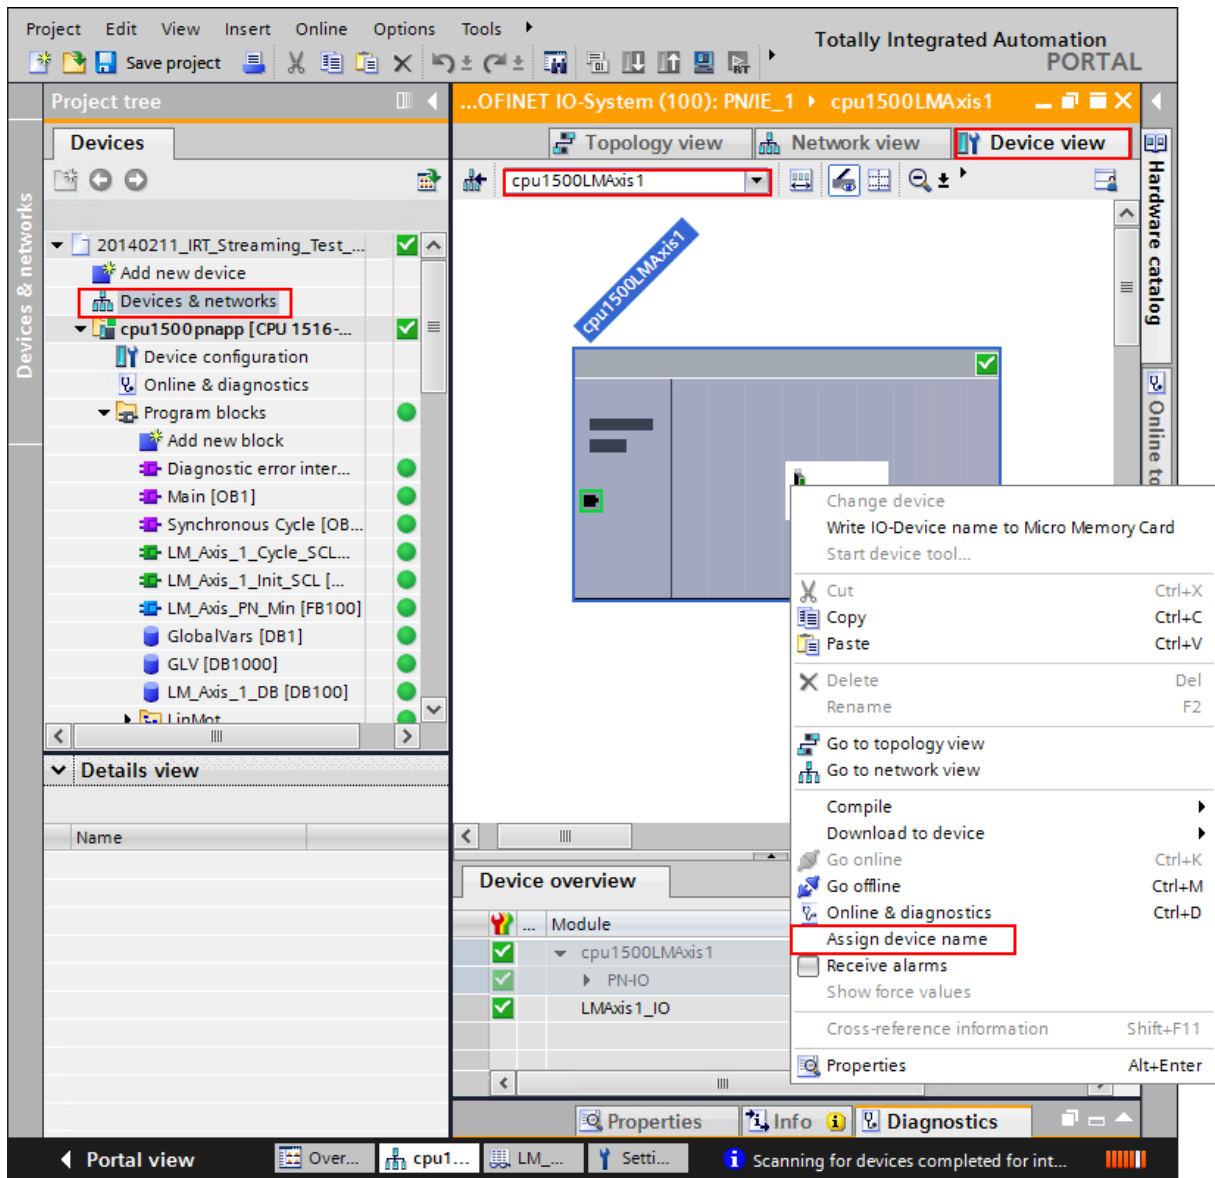 Project Edit View Insert Online Options Tools
Totally Integrated Automation
PORTAL
Save project
Project tree
...OFINET IO-System (100): PN/IE_1 cpu1500LMAxis1
Devices
Topology view Network view Device view
cpu1500LMAxis1
Devices & networks
Hardware catalog
Online to
20140211_IRT_Streaming_Test_...
Add new device
Devices & networks
cpu1500pnapp [CPU 1516-...
Device configuration
Online & diagnostics
Program blocks
Add new block
Diagnostic error inter...
Main [OB1]
Synchronous Cycle [OB...
LM_Axis_1_Cycle_SCL...
LM_Axis_1_Init_SCL [...
LM_Axis_PN_Min [FB100]
GlobalVars [DB1]
GLV [DB1000]
LM_Axis_1_DB [DB100]
LinMot
cpu1500LMAxis1
Change device
Write IO-Device name to Micro Memory Card
Start device tool...
Cut Ctrl+X
Copy Ctrl+C
Paste Ctrl+V
Delete Del
Rename F2
Go to topology view
Go to network view
Compile
Download to device
Go online Ctrl+K
Go offline Ctrl+M
Online & diagnostics Ctrl+D
Assign device name
Receive alarms
Show force values
Cross-reference information Shift+F11
Properties Alt+Enter
Details view
Name
Device overview
... Module
cpu1500LMAxis1
PN-IO
LMAxis1_IO
Properties Info Diagnostics
Portal view Over... cpu1... LM_... Setti... Scanning for devices completed for int...